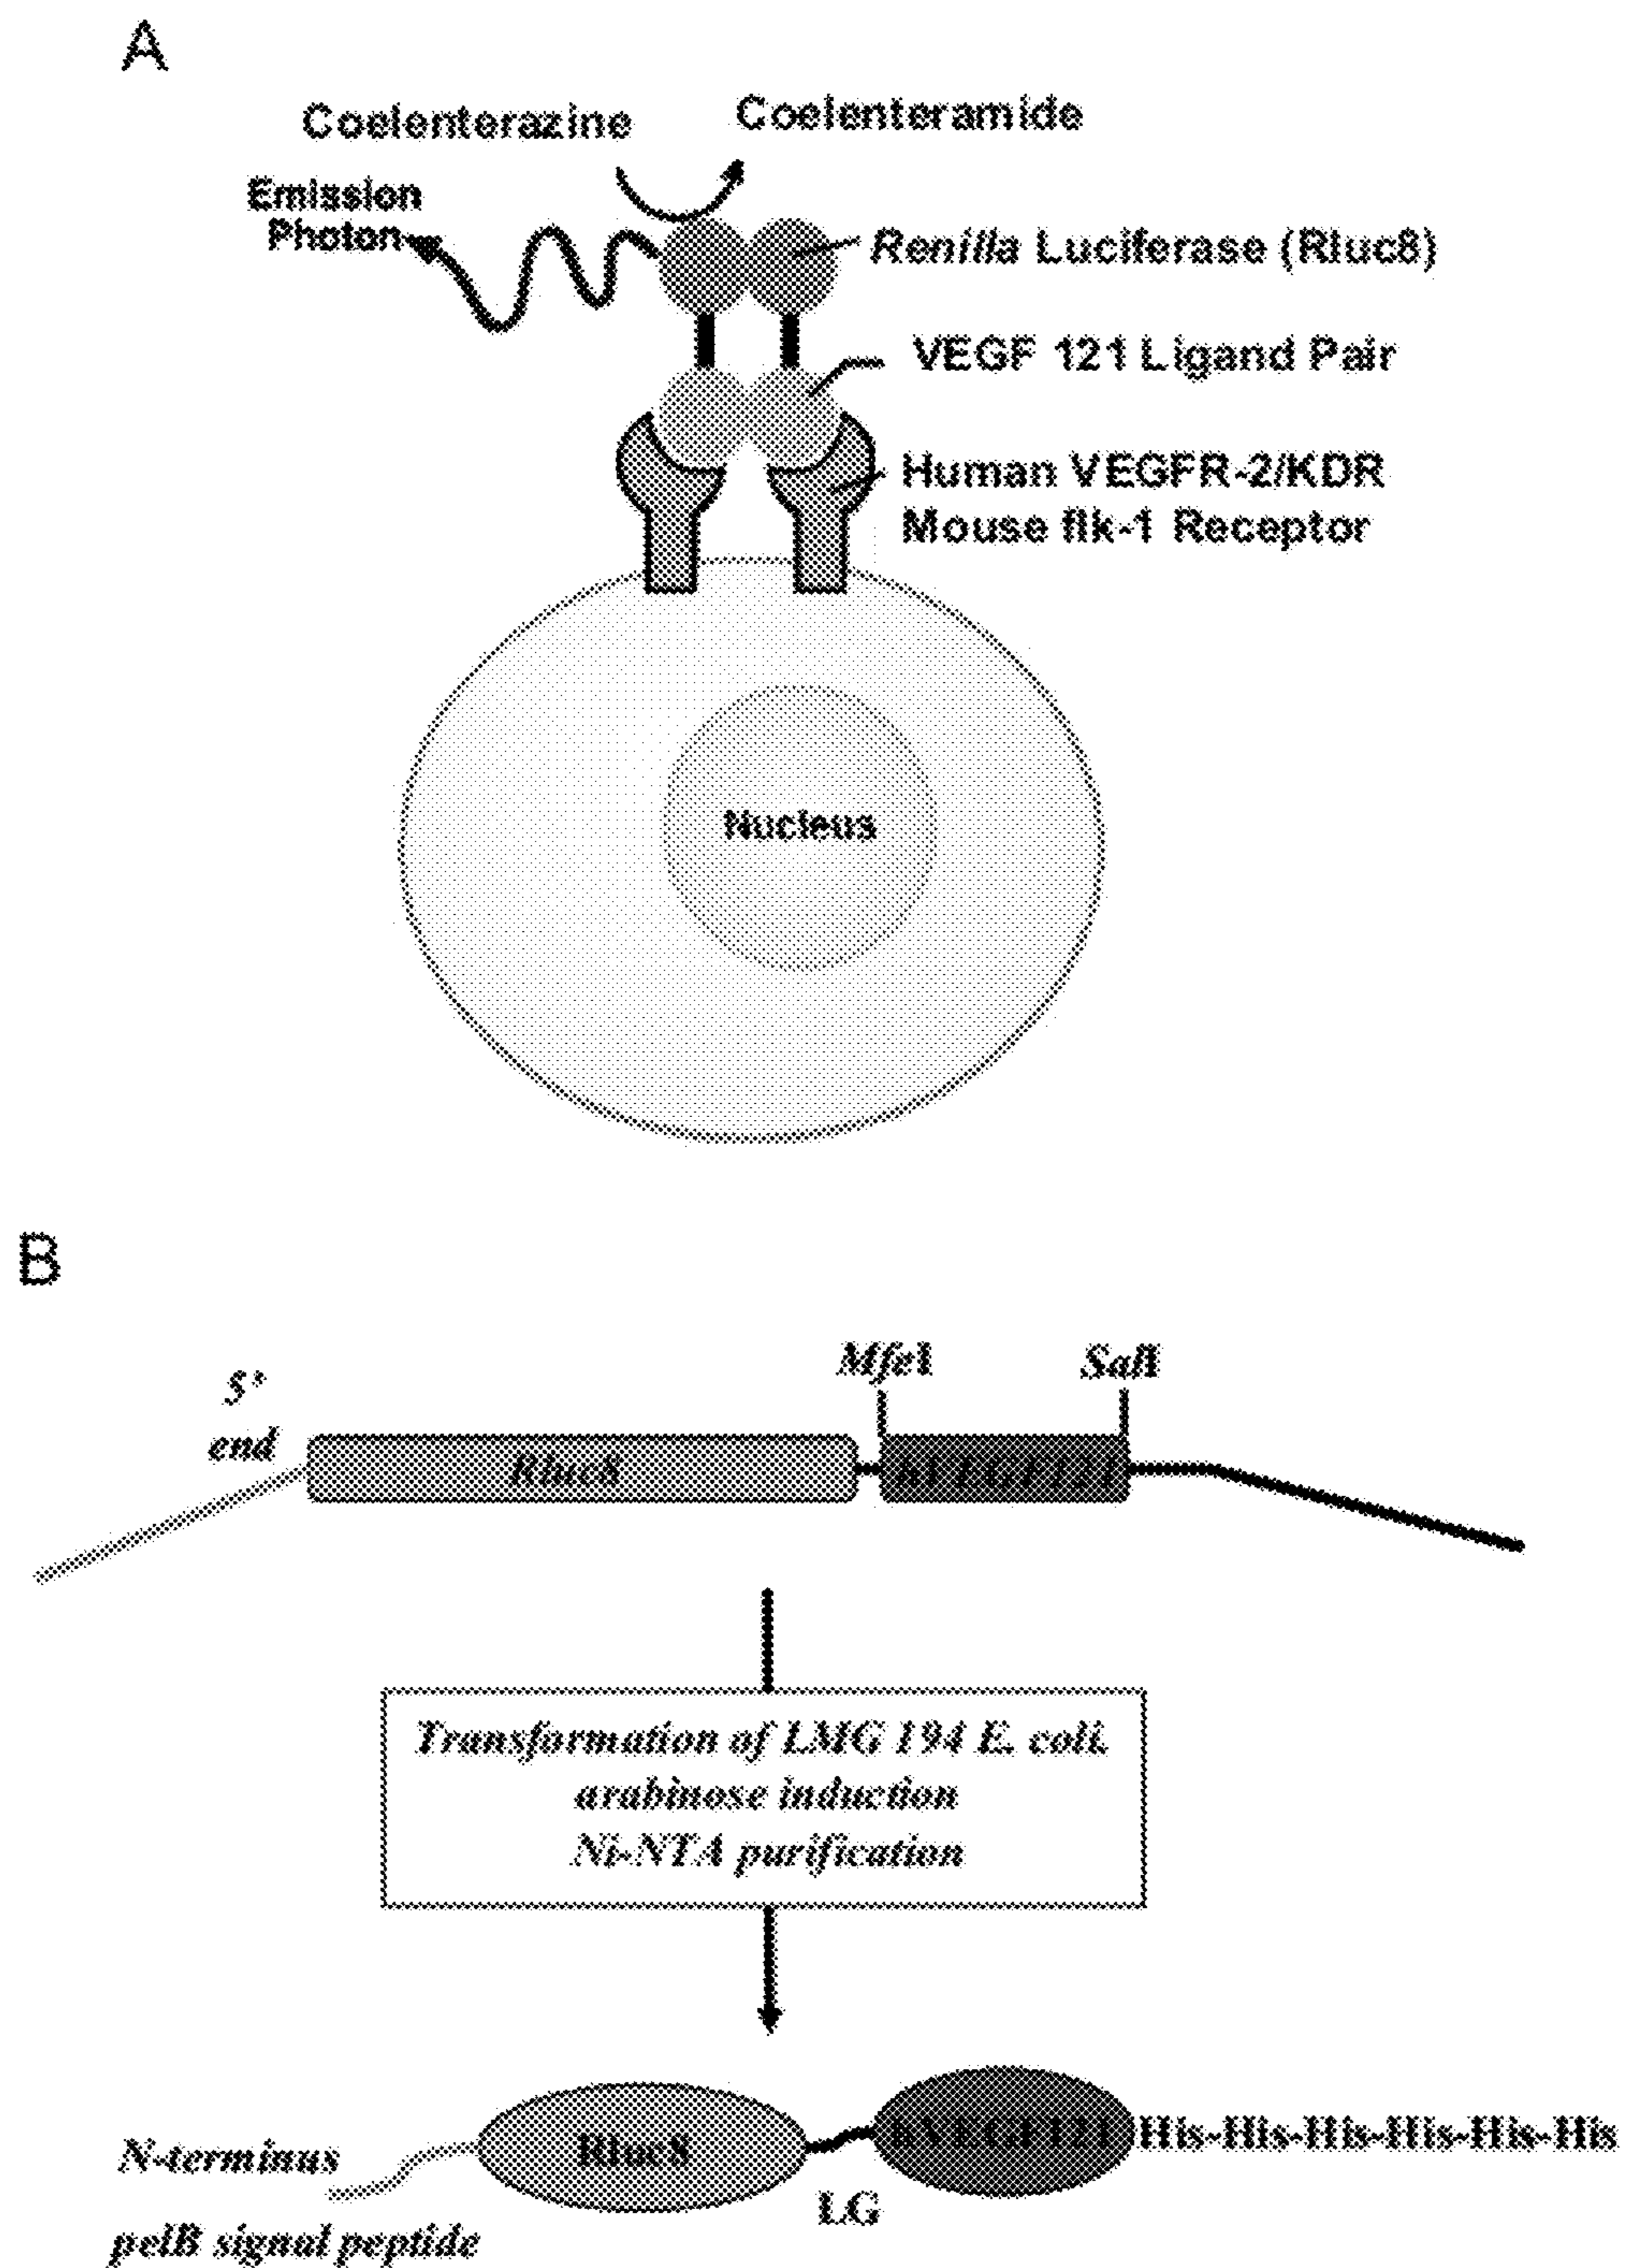 A
Coelenterazine
Coelenteramide
Emission
Photon
Renilla Luciferase (Rluc8)
VEGF 121 Ligand Pair
Human VEGFR-2/KDR
Mouse flk-1 Receptor
Nucleus
B
5'
end
MfeI
SalI
Rluc8
hVEGF121
Transformation of LMG 194 E. coli.
arabinose induction
Ni-NTA purification
N-terminus
Rluc8
hVEGF121
His-His-His-His-His-His
LG
pelB signal peptide